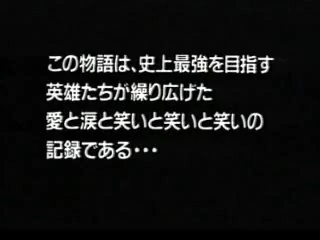 この物語は、史上最強を目指す
英雄たちが繰り広げた
愛と涙と笑いと笑いと笑いの
記録である・・・